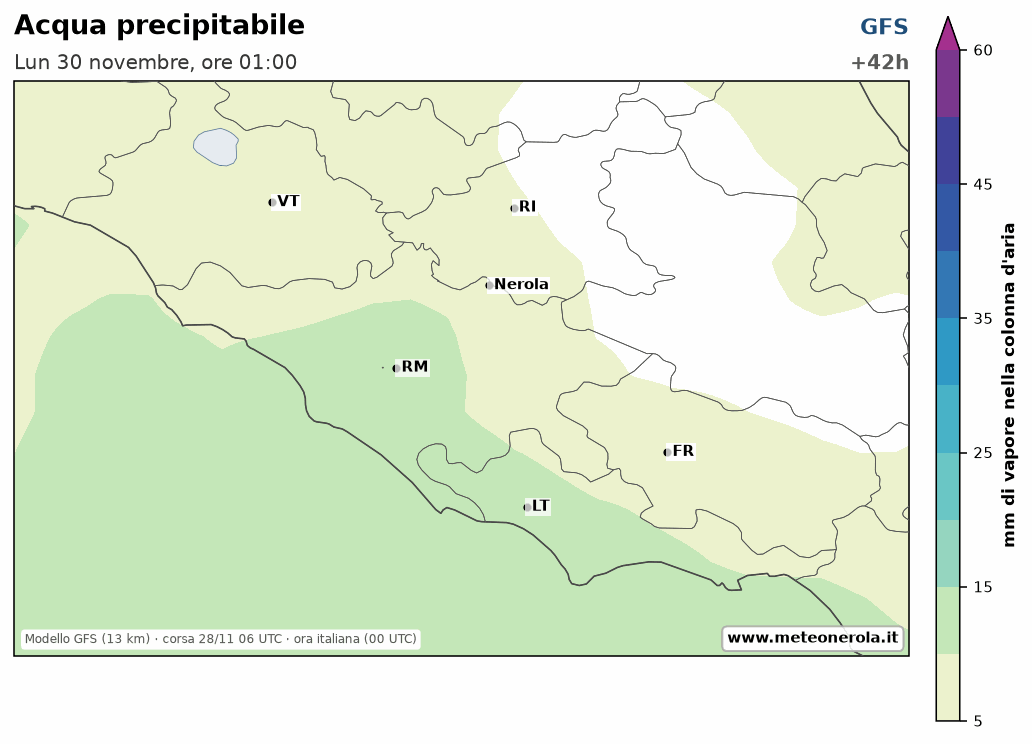 Acqua precipitabile
GFS
Lun 30 novembre, ore 01:00
+42h
VT
RI
Nerola
RM
FR
LT
Modello GFS (13 km) · corsa 28/11 06 UTC · ora italiana (00 UTC)
www.meteonerola.it
60
45
35
25
15
5
mm di vapore nella colonna d'aria